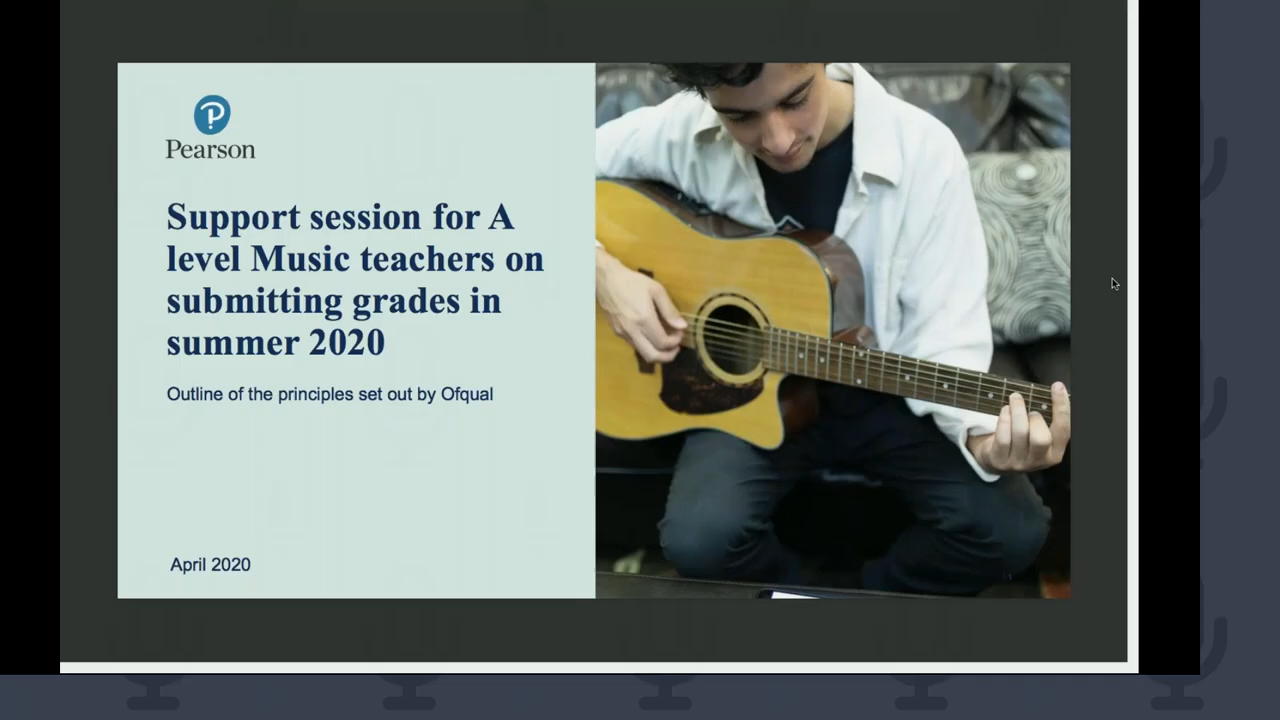 Pearson
Support session for A
level Music teachers on
submitting grades in
summer 2020
Outline of the principles set out by Ofqual
April 2020